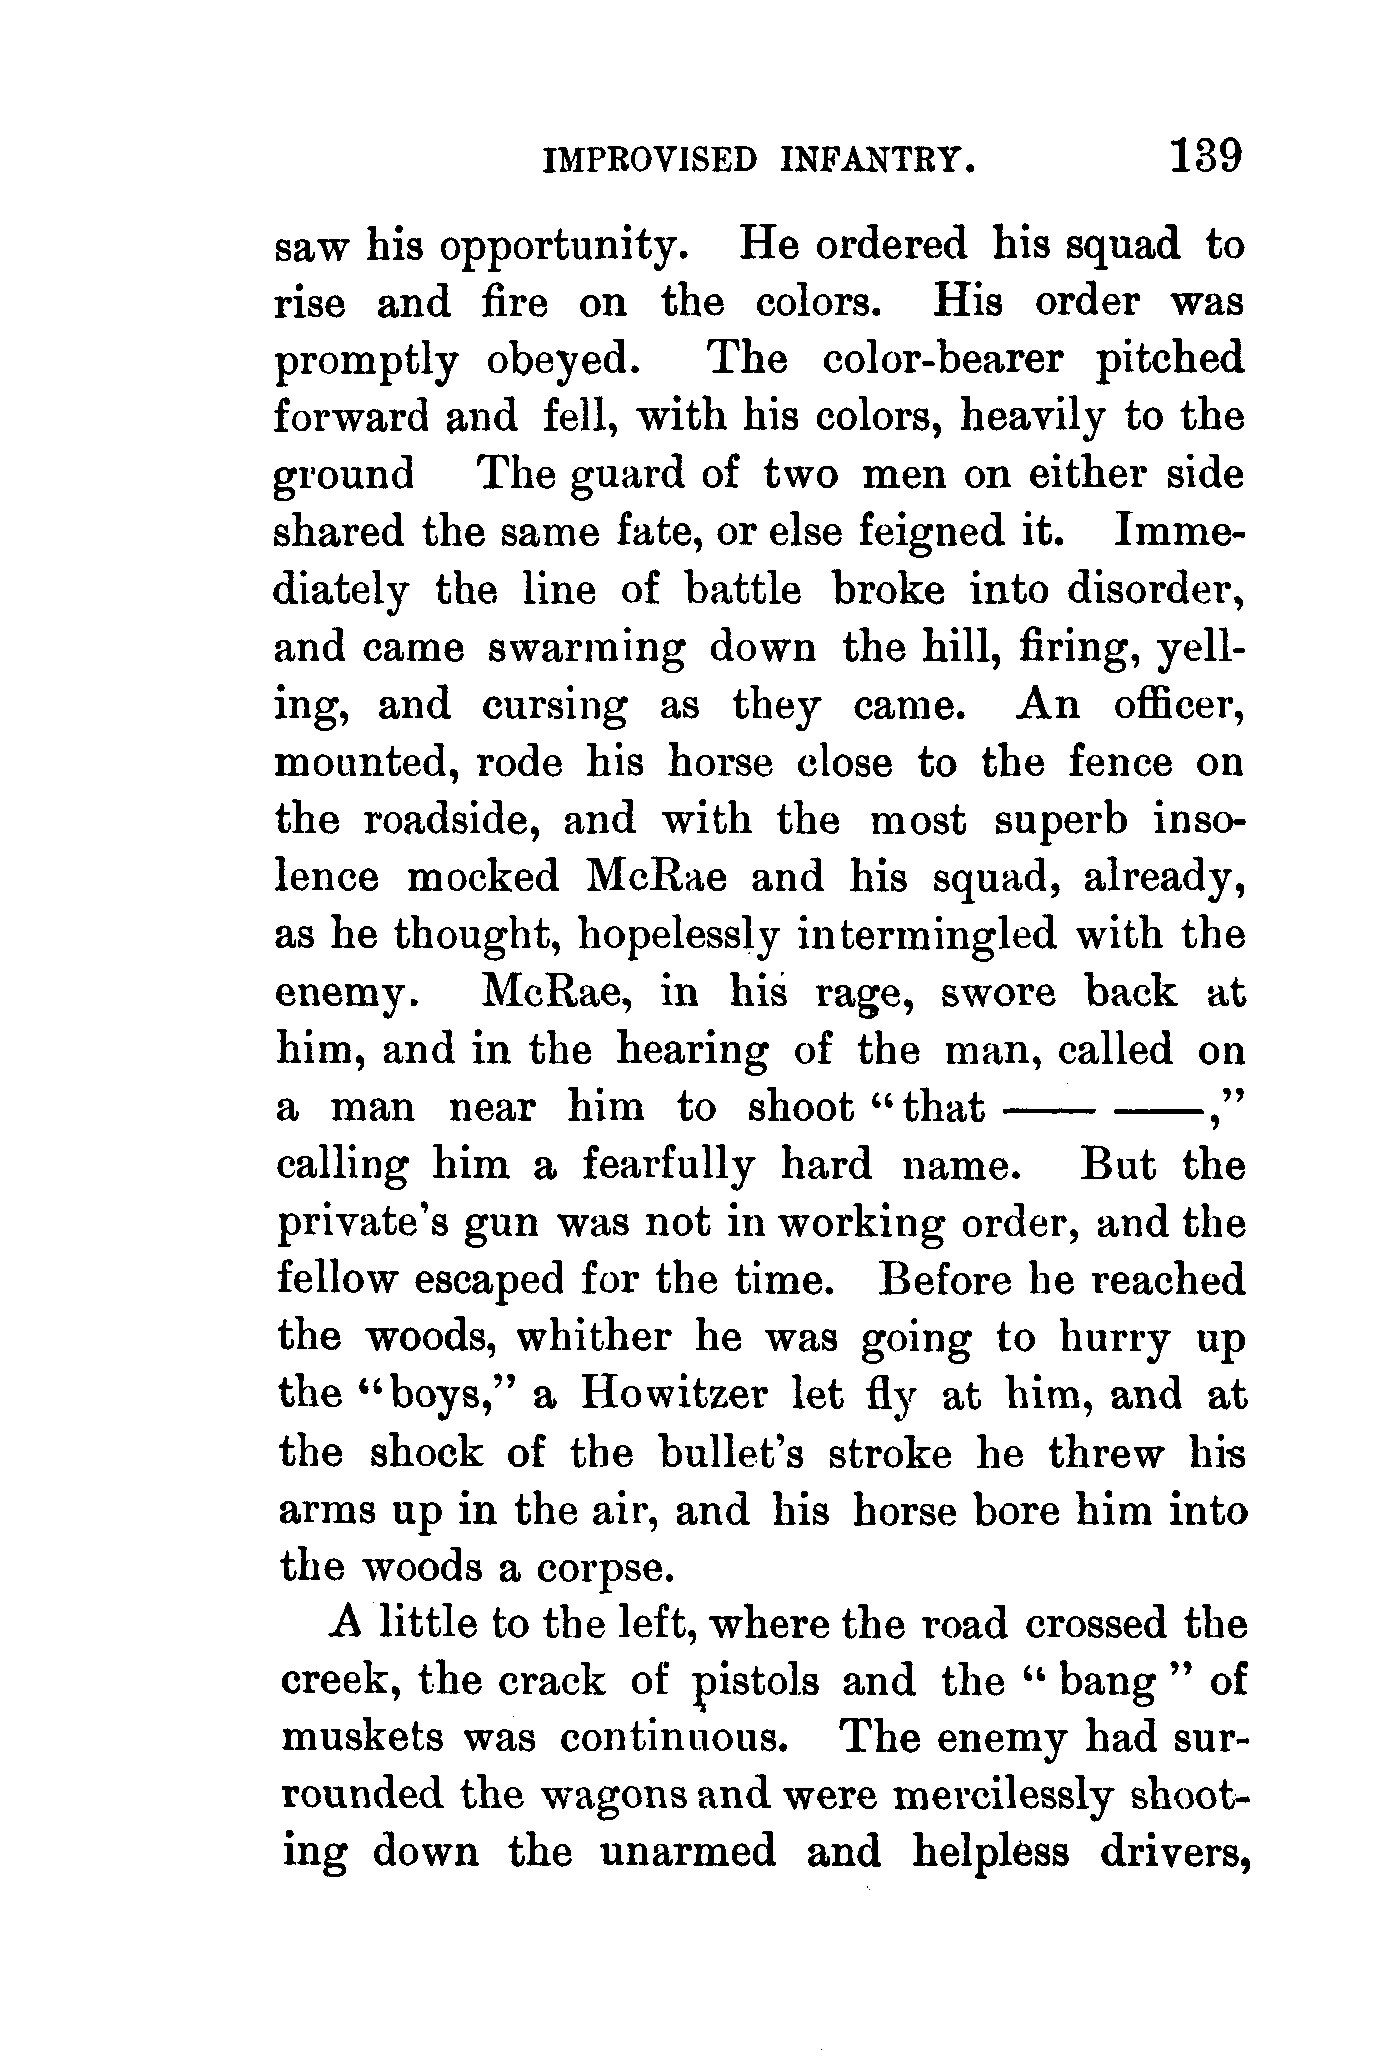 IMPROVISED INFANTRY. 139
saw his opportunity. He ordered his squad to
rise and fire on the colors. His order was
promptly obeyed. The color-bearer pitched
forward and fell, with his colors, heavily to the
ground The guard of two men on either side
shared the same fate, or else feigned it. Imme-
diately the line of battle broke into disorder,
and came swarming down the hill, firing, yell-
ing, and cursing as they came. An officer,
mounted, rode his horse close to the fence on
the roadside, and with the most superb inso-
lence mocked McRae and his squad, already,
as he thought, hopelessly intermingled with the
enemy. McRae, in his rage, swore back at
him, and in the hearing of the man, called on
a man near him to shoot “that —— ——,”
calling him a fearfully hard name. But the
private’s gun was not in working order, and the
fellow escaped for the time. Before he reached
the woods, whither he was going to hurry up
the “boys,” a Howitzer let fly at him, and at
the shock of the bullet’s stroke he threw his
arms up in the air, and his horse bore him into
the woods a corpse.
A little to the left, where the road crossed the
creek, the crack of pistols and the “ bang ” of
muskets was continuous. The enemy had sur-
rounded the wagons and were mercilessly shoot-
ing down the unarmed and helpless drivers,